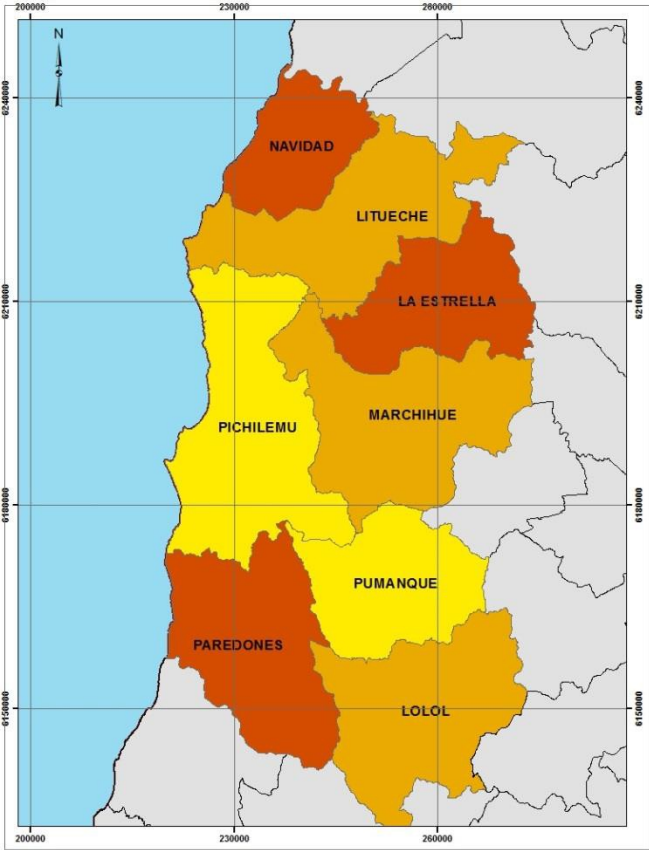 200000 230000 260000
N
6240000 6240000
NAVIDAD
LITUECHE
LA ESTRELLA
6210000 6210000
MARCHIHUE
PICHILEMU
6180000 6180000
PUMANQUE
PAREDONES
LOLOL
6150000 6150000
200000 230000 260000